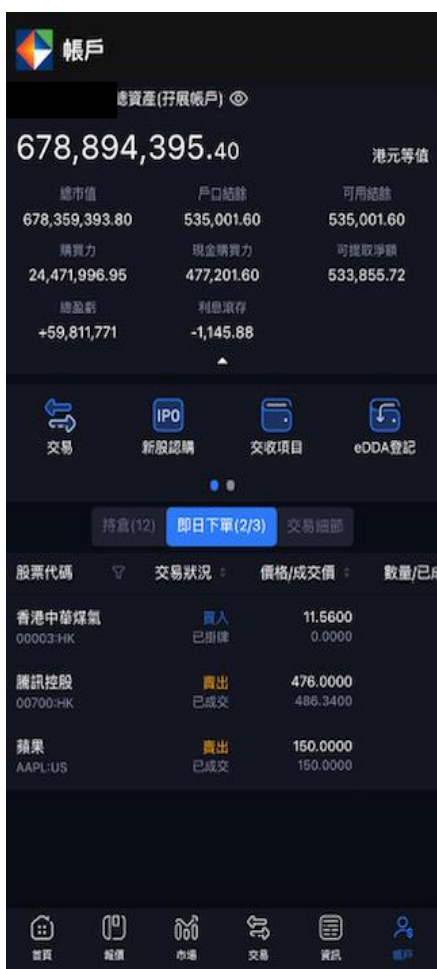 帳戶
總資產(孖展帳戶)
678,894,395.40 港元等值
總市值 戶口結餘 可用結餘
678,359,393.80 535,001.60 535,001.60
購買力 現金購買力 可提取淨額
24,471,996.95 477,201.60 533,855.72
總盈虧 利息滾存
+59,811,771 -1,145.88
IPO
交易 新股認購 交收項目 eDDA登記
持倉(12) 即日下單(2/3) 交易細節
股票代碼 交易狀況 價格/成交價 數量/已
香港中華煤氣 買入 11.5600
00003:HK 已掛牌 0.0000
騰訊控股 賣出 476.0000
00700:HK 已成交 486.3400
蘋果 賣出 150.0000
AAPL:US 已成交 150.0000
首頁 報價 市場 交易 資訊 帳戶